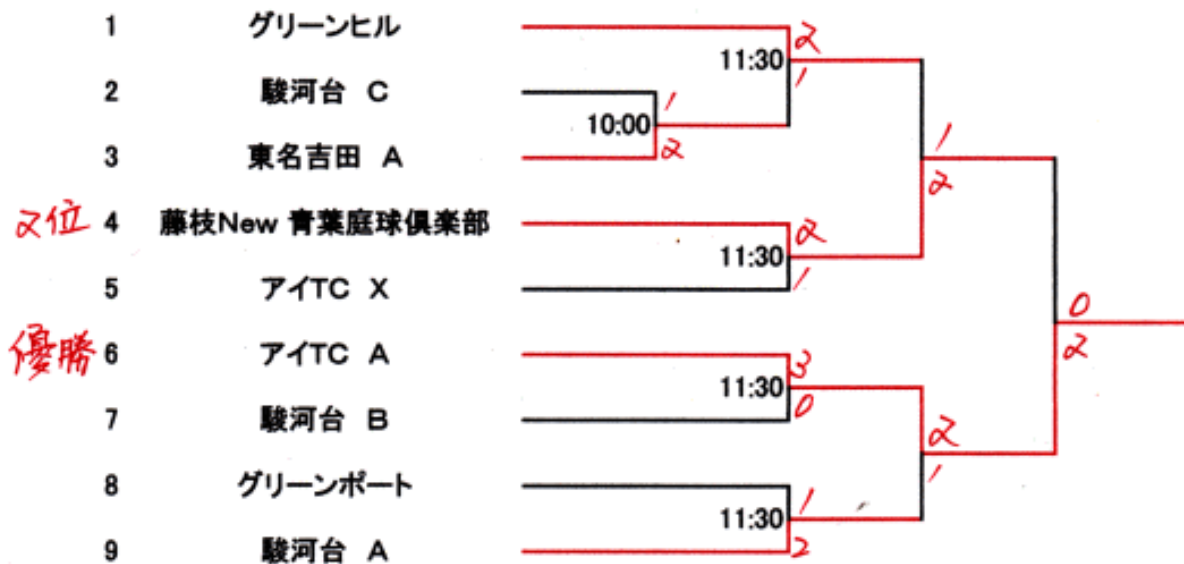 1 グリーンヒル 2
11:30
2 駿河台 C 1 1
10:00 1
3 東名吉田 A 2 2
2位 4 藤枝New 青葉庭球倶楽部 2
11:30
5 アイTC X 1
0
優勝 6 アイTC A 3 2
11:30
7 駿河台 B 0 2
8 グリーンポート 1 1
11:30
9 駿河台 A 2